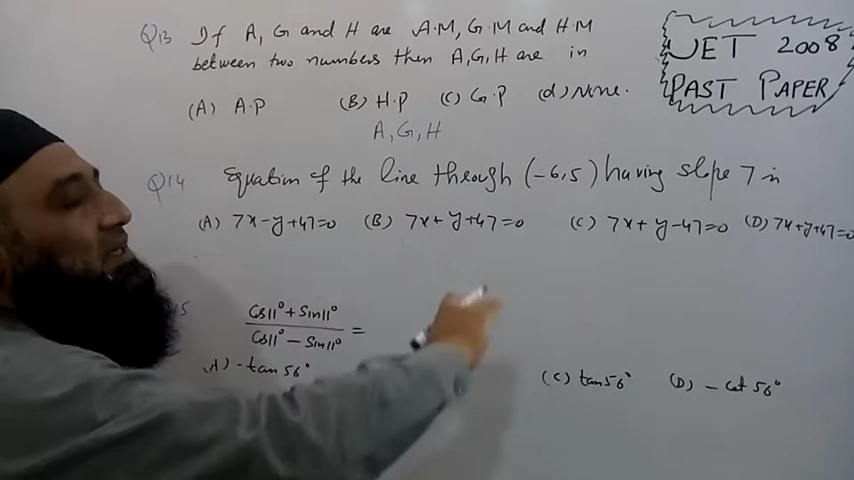 Q13 If A, G and H are A.M, G.M and H.M
between two numbers then A,G,H are in
(A) A.P (B) H.P (C) G.P (d) None.
A, G, H
UET 2008
PAST PAPER
Q14 Equation of the line through (-6,5) having slope 7 is
(A) 7x-y+47=0 (B) 7x+y+47=0 (C) 7x+y-47=0 (D) 7x+y+47=0
5 Cos11° + Sin11°
Cos11° - Sin11° =
A) -tan 56° (C) tan56° (D) -cot 56°